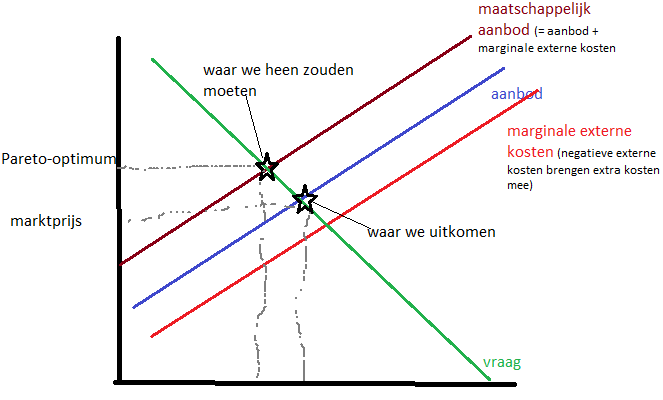 maatschappelijk
aanbod (= aanbod +
marginale externe kosten
waar we heen zouden
moeten
aanbod
marginale externe
kosten (negatieve externe
kosten brengen extra kosten
mee)
Pareto-optimum
marktprijs
waar we uitkomen
vraag